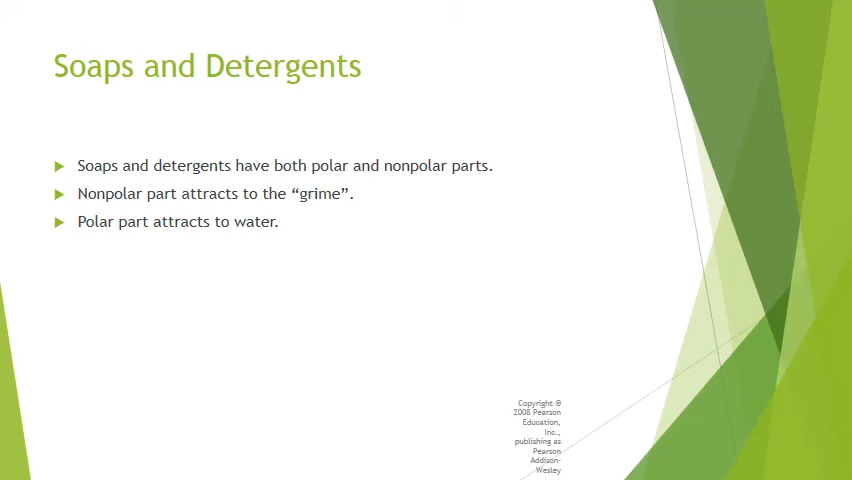 Soaps and Detergents
Soaps and detergents have both polar and nonpolar parts.
Nonpolar part attracts to the “grime”.
Polar part attracts to water.
Copyright ©
2008 Pearson
Education,
Inc.,
publishing as
Pearson
Addison-
Wesley